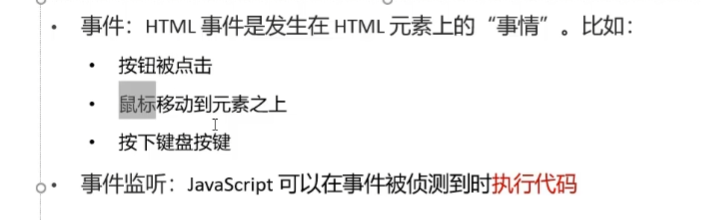 • 事件：HTML 事件是发生在 HTML 元素上的“事情”。比如：
• 按钮被点击
• 鼠标移动到元素之上
• 按下键盘按键
• 事件监听：JavaScript 可以在事件被侦测到时执行代码